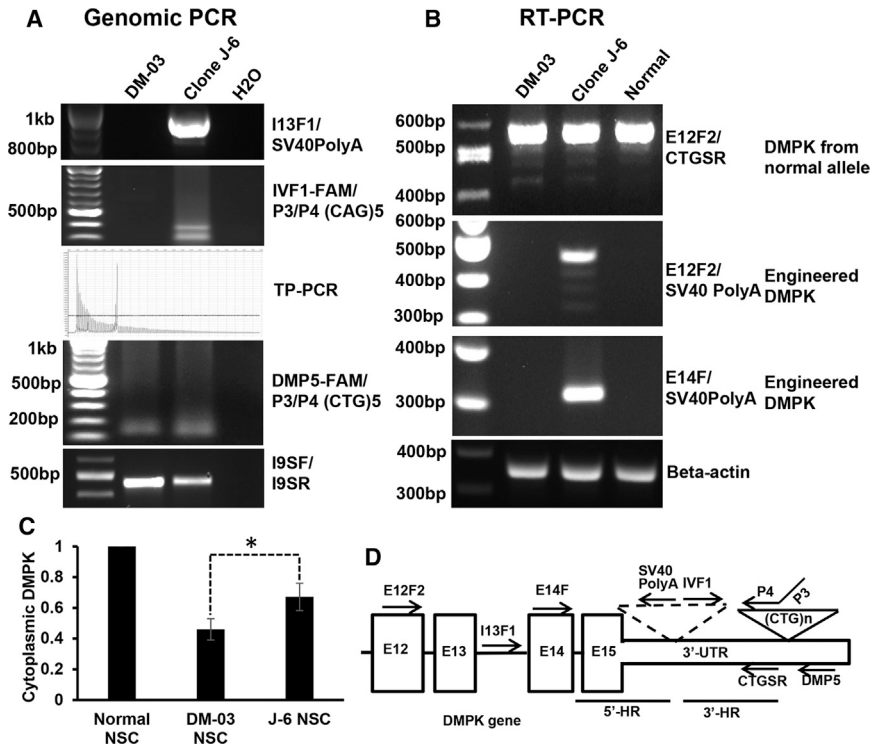 A
Genomic PCR
DM-03
Clone J-6
H2O
1kb
800bp
I13F1/
SV40PolyA
500bp
IVF1-FAM/
P3/P4 (CAG)5
TP-PCR
1kb
500bp
200bp
DMP5-FAM/
P3/P4 (CTG)5
500bp
I9SF/
I9SR
B
RT-PCR
DM-03
Clone J-6
Normal
600bp
500bp
400bp
E12F2/
CTGSR
DMPK from
normal allele
600bp
500bp
400bp
300bp
E12F2/
SV40 PolyA
Engineered
DMPK
400bp
300bp
E14F/
SV40PolyA
Engineered
DMPK
400bp
300bp
Beta-actin
C
Cytoplasmic DMPK
1
0.8
0.6
0.4
0.2
0
*
Normal
NSC
DM-03
NSC
J-6 NSC
D
E12F2
E14F
I13F1
SV40
PolyA
IVF1
P4
P3
(CTG)n
E12
E13
E14
E15
3'-UTR
CTGSR
DMP5
5'-HR
3'-HR
DMPK gene